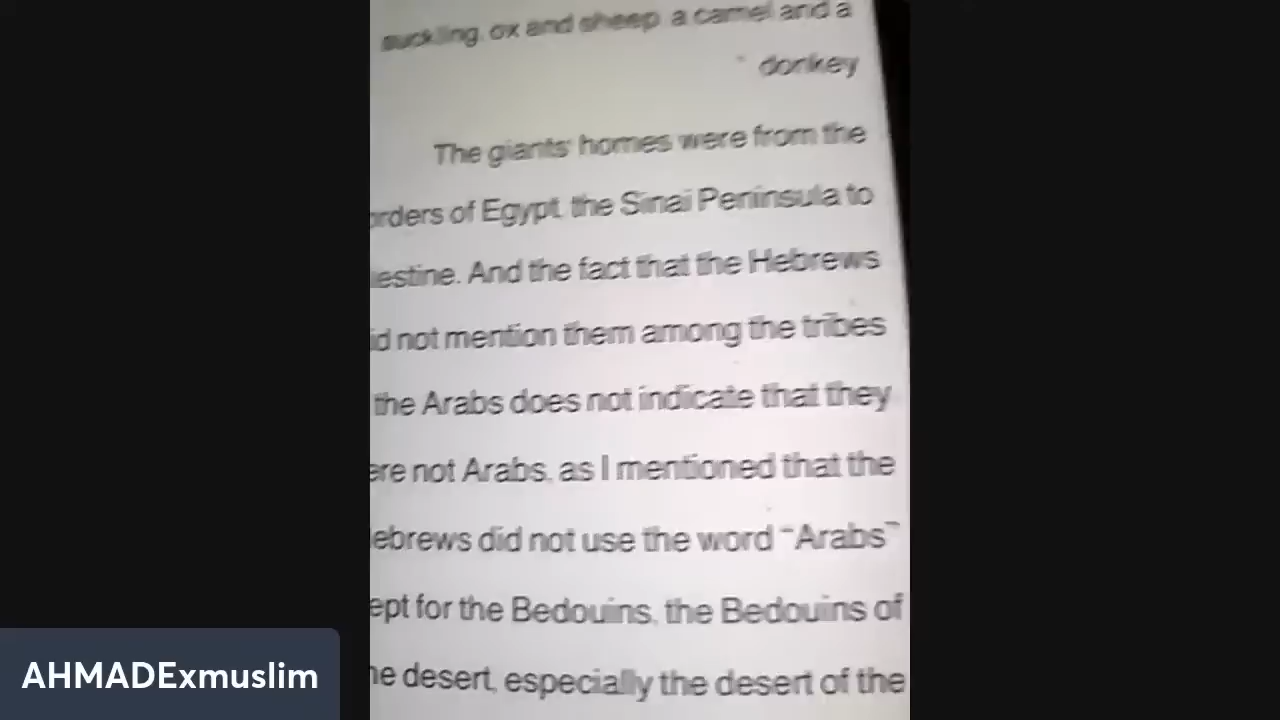 suckling, ox and sheep, a camel and a
" donkey
The giants' homes were from the
orders of Egypt, the Sinai Peninsula to
lestine. And the fact that the Hebrews
id not mention them among the tribes
the Arabs does not indicate that they
ere not Arabs, as I mentioned that the
ebrews did not use the word "Arabs"
ept for the Bedouins, the Bedouins of
he desert, especially the desert of the
AHMADExmuslim